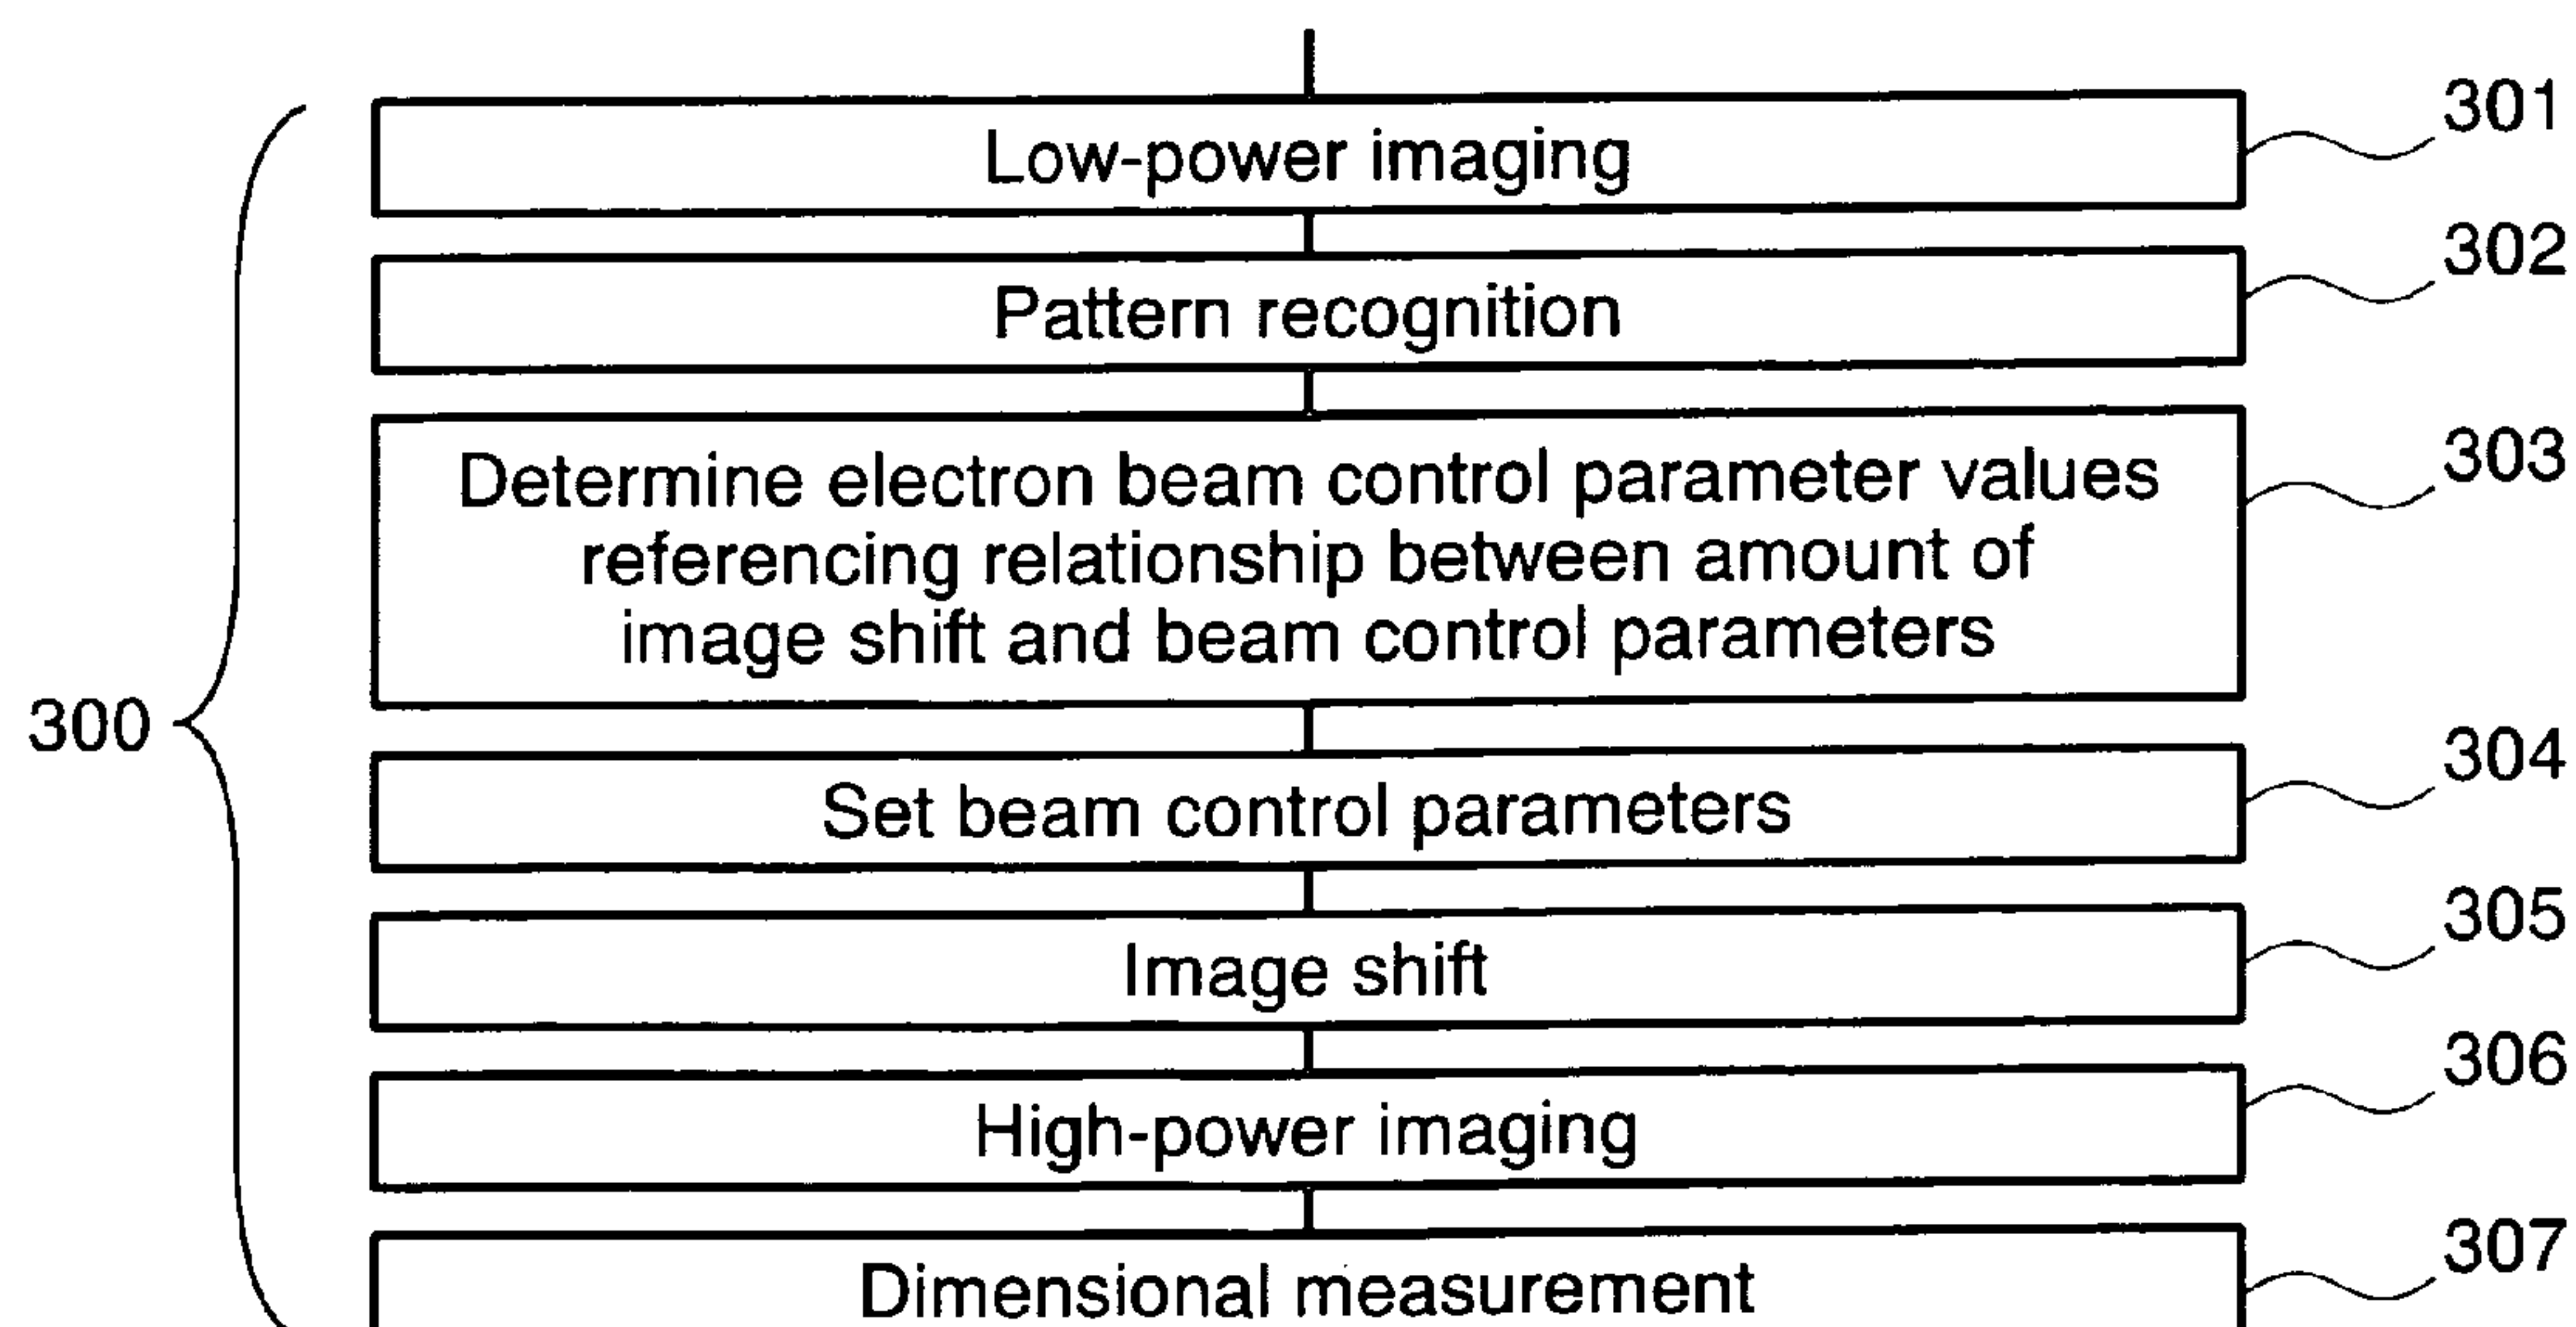 301
Low-power imaging
302
Pattern recognition
303
Determine electron beam control parameter values
referencing relationship between amount of
image shift and beam control parameters
300
304
Set beam control parameters
305
Image shift
306
High-power imaging
307
Dimensional measurement